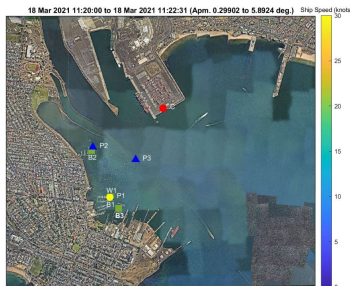 18 Mar 2021 11:20:00 to 18 Mar 2021 11:22:31 (Apm. 0.29902 to 5.8924 deg.)
Ship Speed (knots
30
25
20
15
10
5
P2
B2
P3
W1
P1
B1
B3